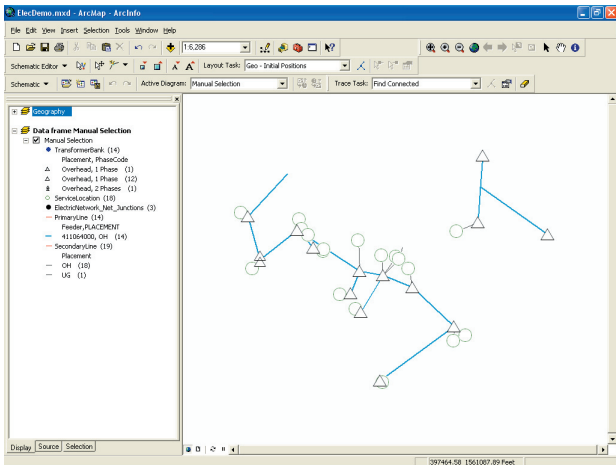 ElecDemo.mxd - ArcMap - ArcInfo
File Edit View Insert Selection Tools Window Help
1:6,286
Schematic Editor Layout Task: Geo - Initial Positions
Schematic Active Diagram: Manual Selection Trace Task: Find Connected
Geography
Data frame Manual Selection
Manual Selection
TransformerBank (14)
Placement, PhaseCode
Overhead, 1 Phase (1)
Overhead, 1 Phase (12)
Overhead, 2 Phases (1)
ServiceLocation (18)
ElectricNetwork_Net_Junctions (3)
PrimaryLine (14)
Feeder,PLACEMENT
411064000, OH (14)
SecondaryLine (19)
Placement
OH (18)
UG (1)
Display Source Selection
397464.58 1561087.89 Feet